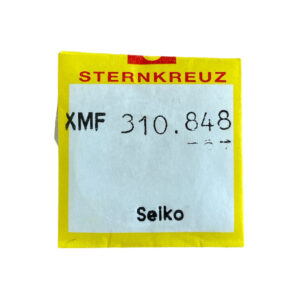 STERNKREUZ
XMF 310.848
Seiko